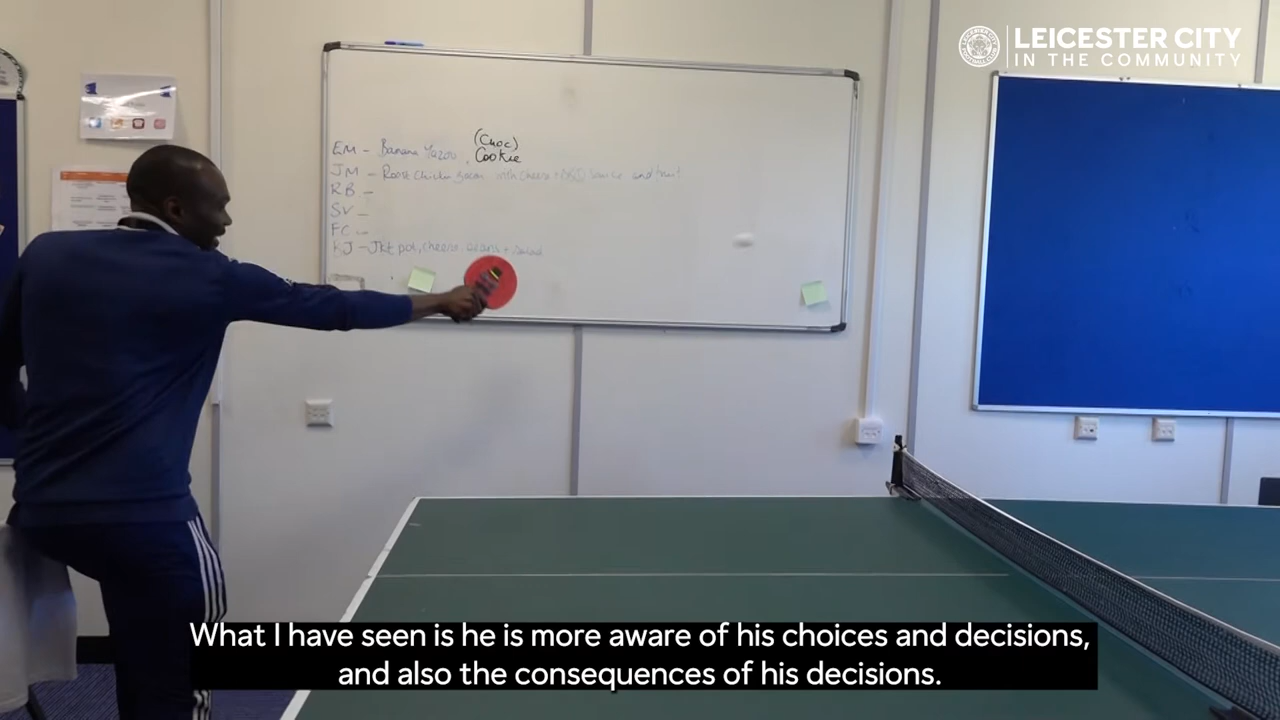 LEICESTER CITY
IN THE COMMUNITY
(Choc)
EM - Banana , Cookie
JM - Roast Chicken bacon with cheese + BBQ sauce and
RB -
SV -
FC -
RJ - Jkt pot, cheese, beans + salad
What I have seen is he is more aware of his choices and decisions,
and also the consequences of his decisions.